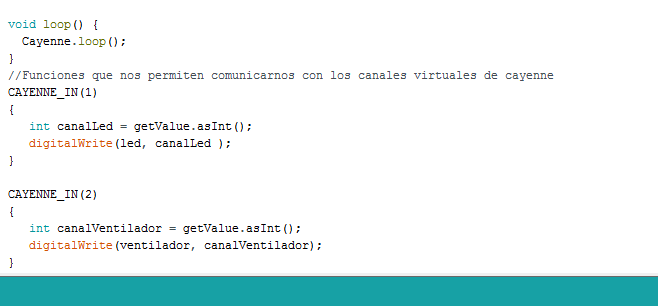 void loop() {
  Cayenne.loop();
}
//Funciones que nos permiten comunicarnos con los canales virtuales de cayenne
CAYENNE_IN(1)
{
   int canalLed = getValue.asInt();
   digitalWrite(led, canalLed );
}

CAYENNE_IN(2)
{
   int canalVentilador = getValue.asInt();
   digitalWrite(ventilador, canalVentilador);
}